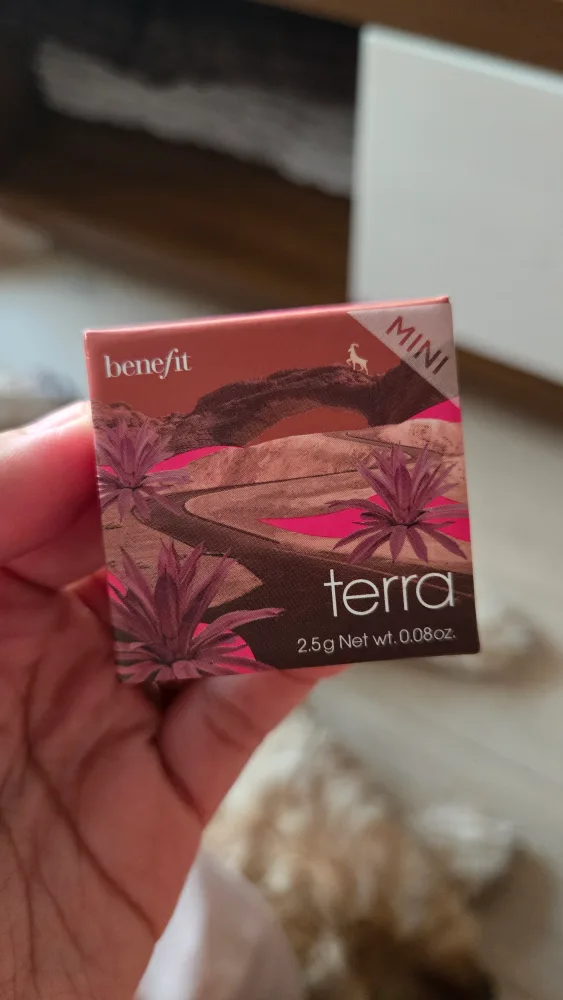 benefit
MINI
terra
2.5g Net wt. 0.08oz.